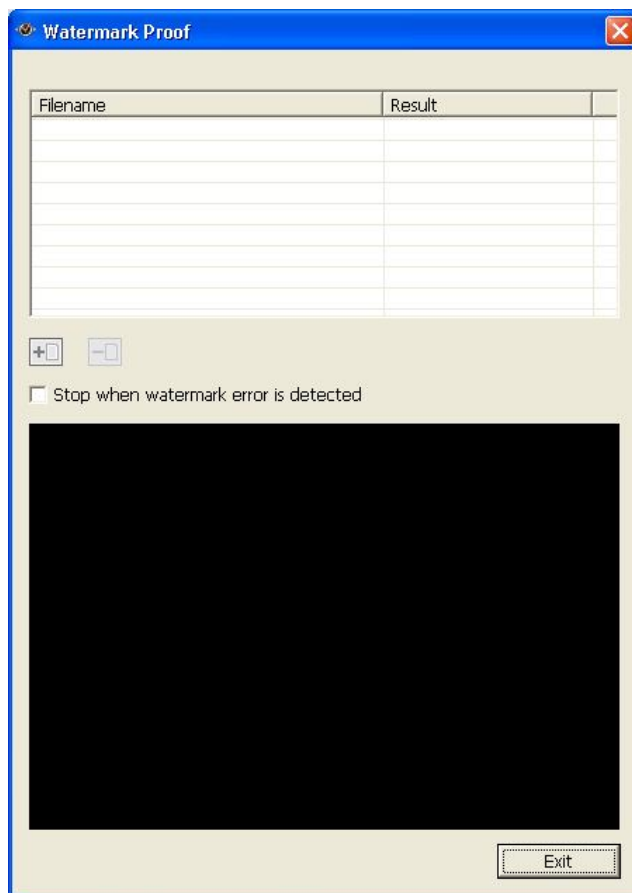 Watermark Proof
Filename Result
Stop when watermark error is detected
Exit